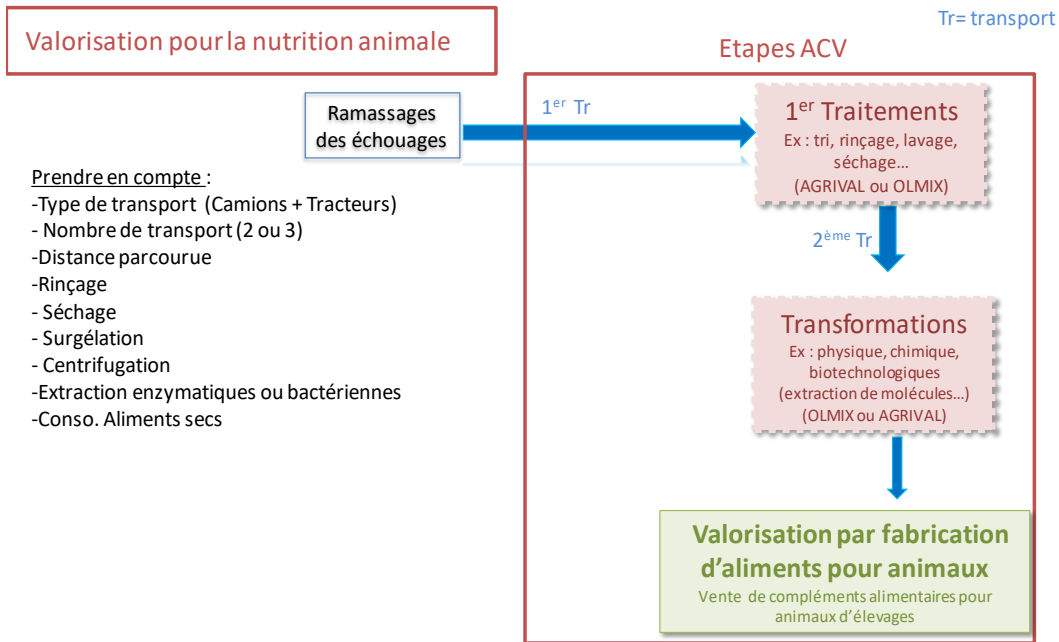 Tr= transport
Valorisation pour la nutrition animale
Etapes ACV
Ramassages
des échouages
1er Tr
1er Traitements
Ex : tri, rinçage, lavage,
séchage…
(AGRIVAL ou OLMIX)
Prendre en compte :
-Type de transport (Camions + Tracteurs)
- Nombre de transport (2 ou 3)
-Distance parcourue
-Rinçage
- Séchage
- Surgélation
- Centrifugation
-Extraction enzymatiques ou bactériennes
-Conso. Aliments secs
2ème Tr
Transformations
Ex : physique, chimique,
biotechnologiques
(extraction de molécules…)
(OLMIX ou AGRIVAL)
Valorisation par fabrication
d’aliments pour animaux
Vente de compléments alimentaires pour
animaux d’élevages